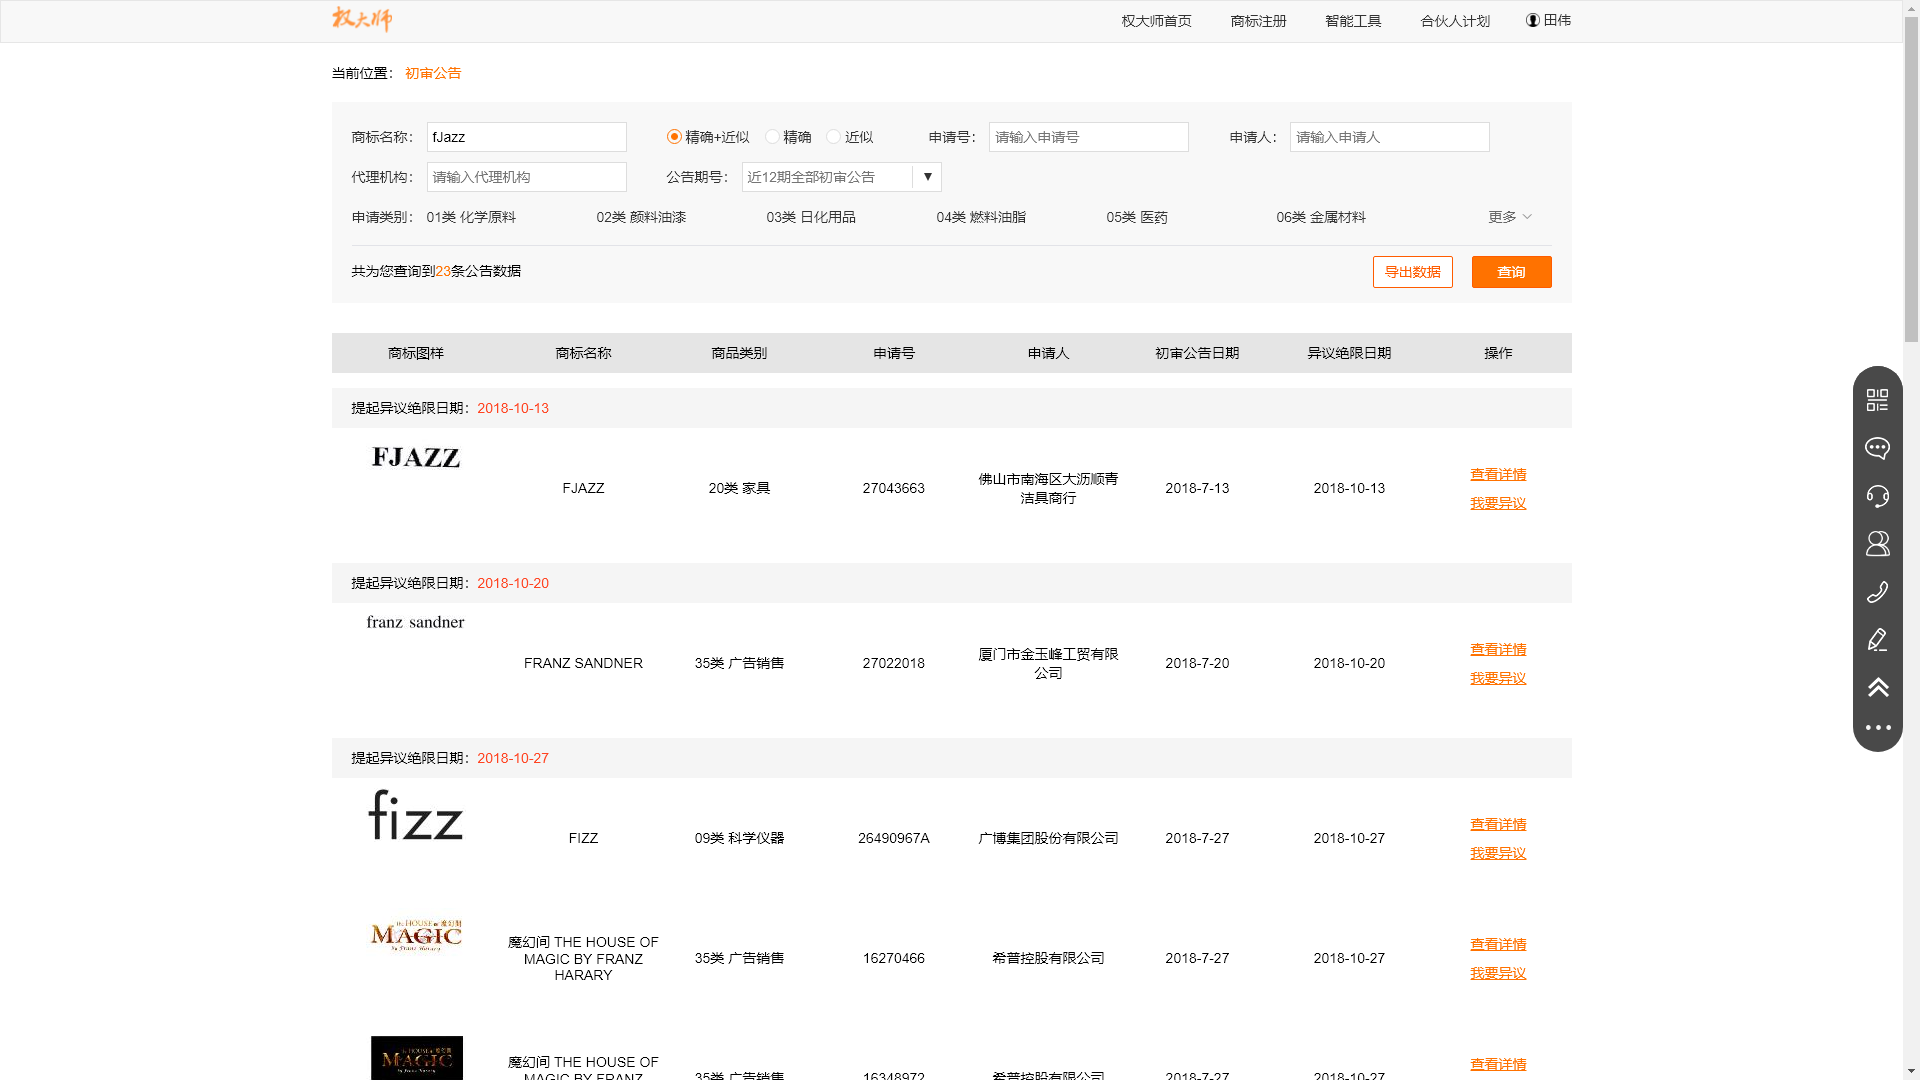 权大师
权大师首页 商标注册 智能工具 合伙人计划 田伟
当前位置： 初审公告
商标名称： fJazz 精确+近似 精确 近似 申请号： 请输入申请号 申请人： 请输入申请人
代理机构： 请输入代理机构 公告期号： 近12期全部初审公告 ▼
申请类别： 01类 化学原料 02类 颜料油漆 03类 日化用品 04类 燃料油脂 05类 医药 06类 金属材料 更多
共为您查询到23条公告数据 导出数据 查询
商标图样 商标名称 商品类别 申请号 申请人 初审公告日期 异议绝限日期 操作
提起异议绝限日期：2018-10-13
FJAZZ
FJAZZ 20类 家具 27043663 佛山市南海区大沥顺青 2018-7-13 2018-10-13 查看详情
洁具商行 我要异议
提起异议绝限日期：2018-10-20
franz sandner
FRANZ SANDNER 35类 广告销售 27022018 厦门市金玉峰工贸有限 2018-7-20 2018-10-20 查看详情
公司 我要异议
提起异议绝限日期：2018-10-27
fizz
FIZZ 09类 科学仪器 26490967A 广博集团股份有限公司 2018-7-27 2018-10-27 查看详情
我要异议
the HOUSE of 魔幻间
MAGIC
by Franz Harary
魔幻间 THE HOUSE OF
MAGIC BY FRANZ
HARARY
35类 广告销售 16270466 希普控股有限公司 2018-7-27 2018-10-27 查看详情
我要异议
the HOUSE of 魔幻间
MAGIC
by Franz Harary
魔幻间 THE HOUSE OF
MAGIC BY FRANZ
35类 广告销售 16348972 希普控股有限公司 2018-7-27 2018-10-27 查看详情